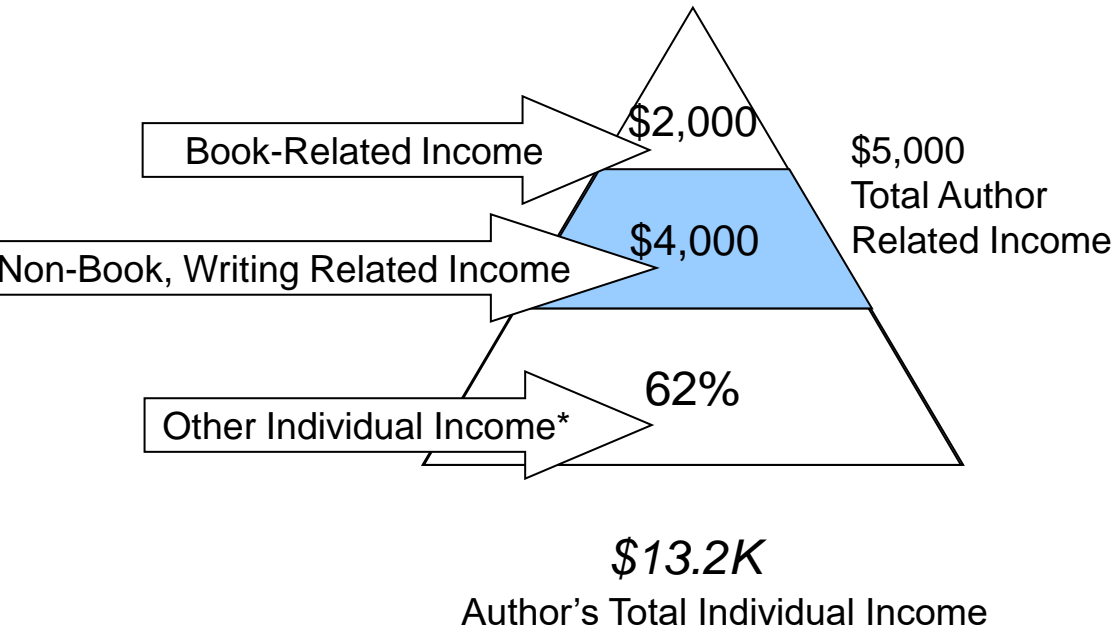 $2,000
Book-Related Income
$5,000
Total Author
Related Income
$4,000
Non-Book, Writing Related Income
62%
Other Individual Income*
$13.2K
Author’s Total Individual Income